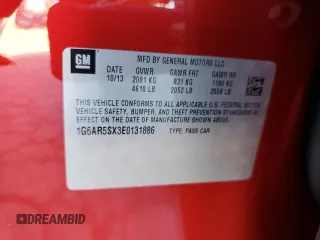 GM
MFD BY GENERAL MOTORS LLC
10/13 GVWR GAWR FRT GAWR RR
2091 KG 931 KG 1160 KG
4610 LB 2052 LB 2558 LB
THIS VEHICLE CONFORMS TO ALL APPLICABLE U.S. FEDERAL MOTOR
VEHICLE SAFETY, BUMPER, AND THEFT PREVENTION STANDARDS
IN EFFECT ON THE DATE OF MANUFACTURE SHOWN ABOVE.
1G6AR5SX3E0131886 TYPE: PASS CAR
DREAMBID